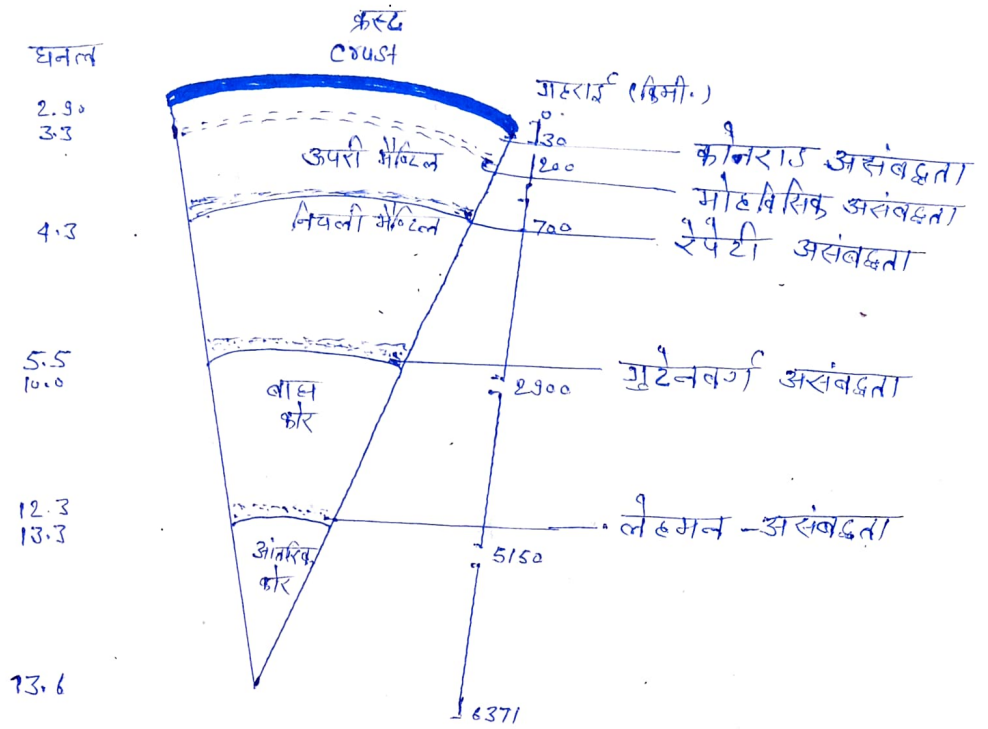 क्रस्ट
Crust
घनत्व
गहराई (किमी.)
2.90
0
3.3
30
कौनराड असंबद्धता
ऊपरी मैण्टिल
200
मोहविसिक असंबद्धता
निचली मैण्टिल
4.3
700
रेपैटी असंबद्धता
5.5
10.0
2900
गुटेनवर्ग असंबद्धता
बाह्य
कोर
12.3
13.3
लेहमन - असंबद्धता
आंतरिक
कोर
5150
13.6
6371